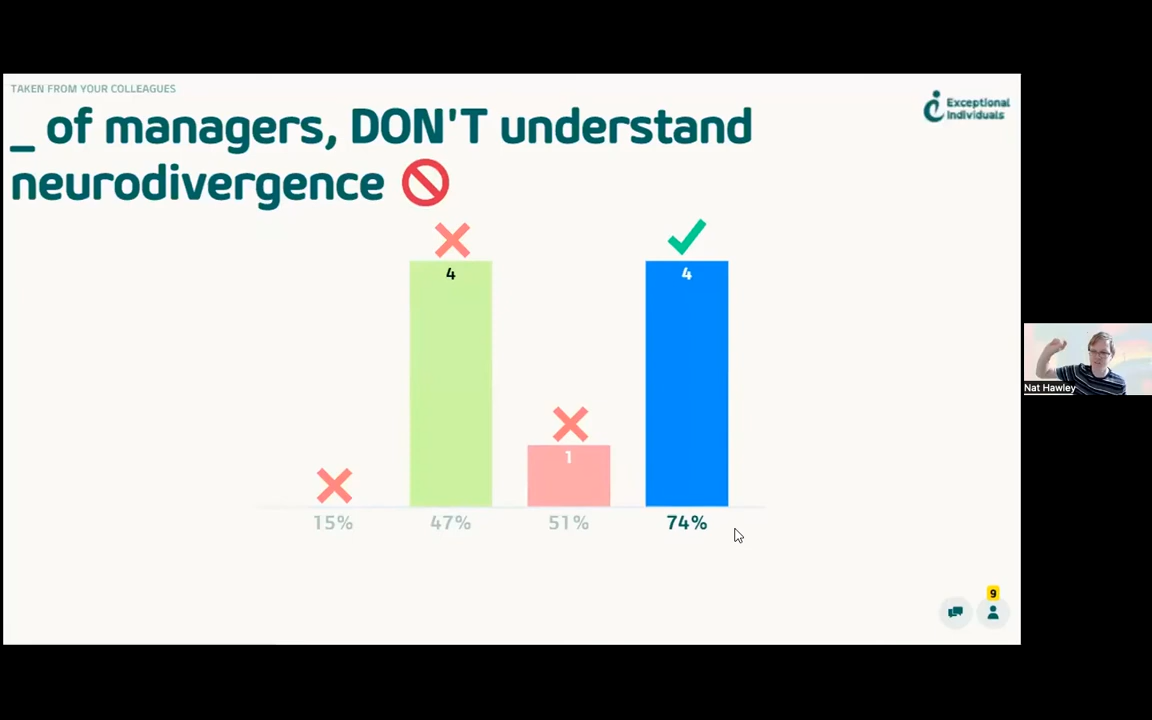 TAKEN FROM YOUR COLLEAGUES
_ of managers, DON'T understand
neurodivergence
Exceptional
Individuals
4
4
1
15%
47%
51%
74%
9
Nat Hawley